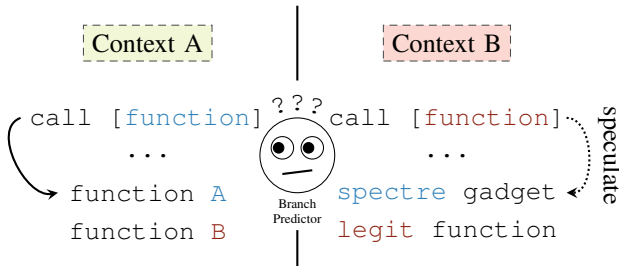 Context A
Context B
? ? ?
call [function]
call [function]
...
...
function A
spectre gadget
function B
legit function
Branch
Predictor
speculate